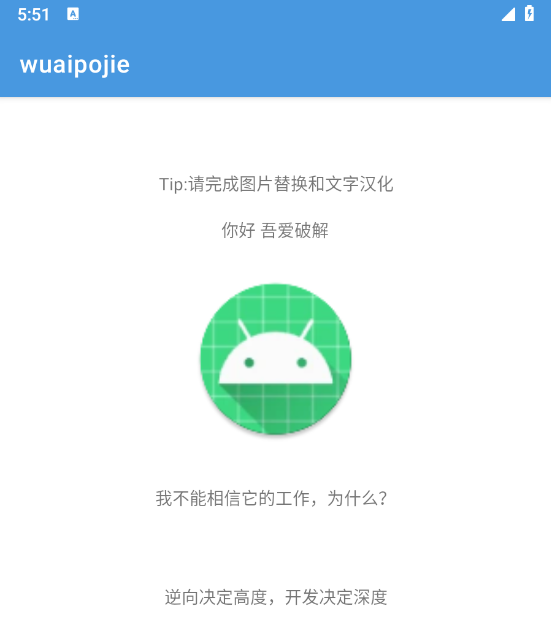 5:51
wuaipojie
Tip:请完成图片替换和文字汉化
你好 吾爱破解
我不能相信它的工作，为什么?
逆向决定高度，开发决定深度